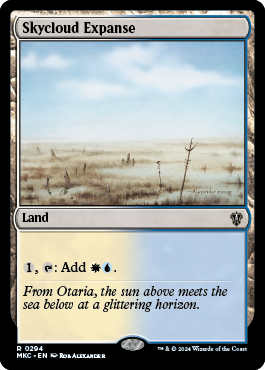 Skycloud Expanse
Land
1, : Add .
From Otaria, the sun above meets the
sea below at a glittering horizon.
R 0294
MKC • EN Rob Alexander
™ & © 2024 Wizards of the Coast